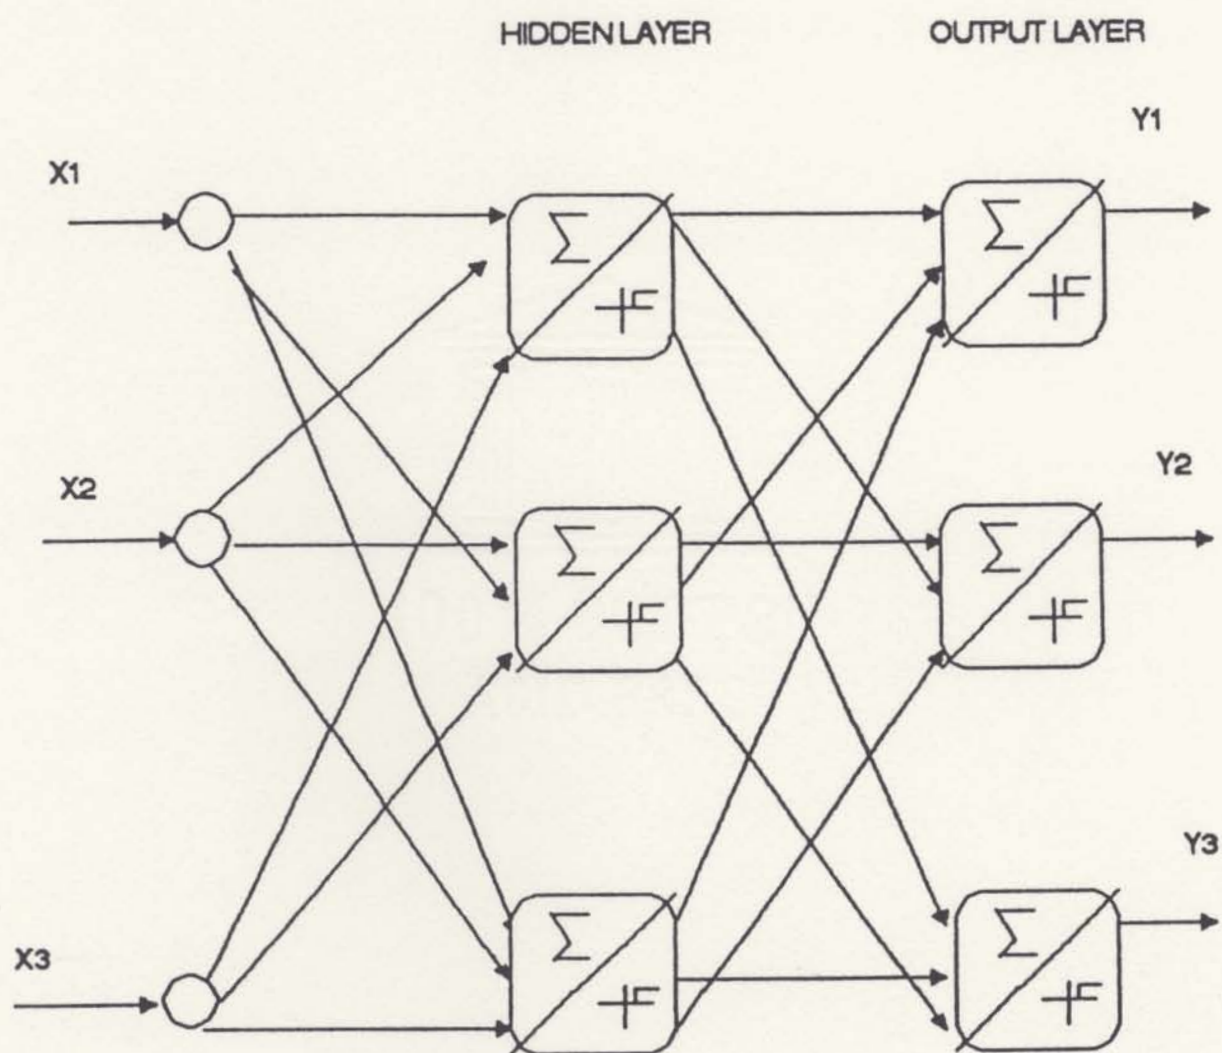 HIDDEN LAYER
OUTPUT LAYER
Y1
X1
Σ
Σ
Y2
X2
Σ
Σ
Y3
X3
Σ
Σ